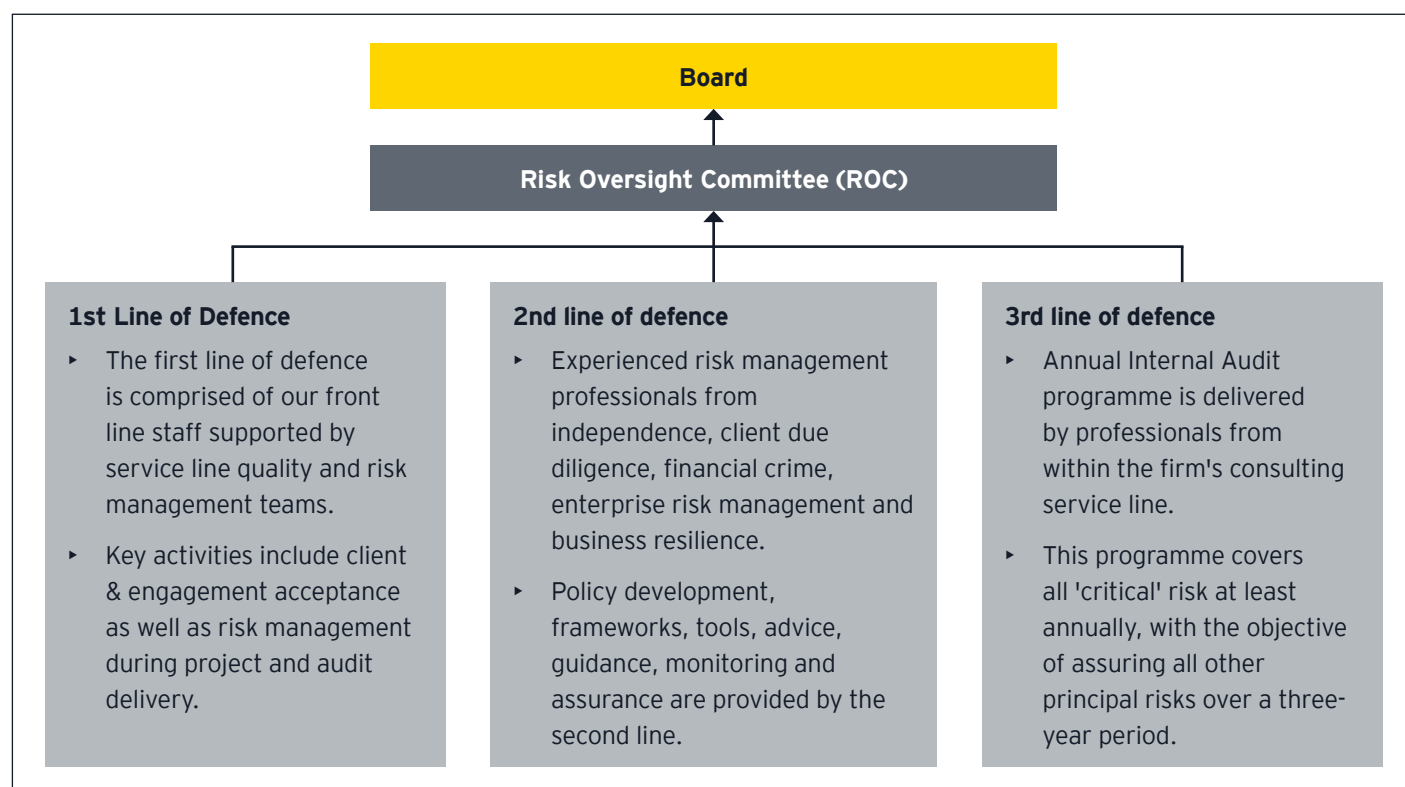 Board
Risk Oversight Committee (ROC)
1st Line of Defence
‣ The first line of defence
is comprised of our front
line staff supported by
service line quality and risk
management teams.
‣ Key activities include client
& engagement acceptance
as well as risk management
during project and audit
delivery.
2nd line of defence
‣ Experienced risk management
professionals from
independence, client due
diligence, financial crime,
enterprise risk management and
business resilience.
‣ Policy development,
frameworks, tools, advice,
guidance, monitoring and
assurance are provided by the
second line.
3rd line of defence
‣ Annual Internal Audit
programme is delivered
by professionals from
within the firm's consulting
service line.
‣ This programme covers
all 'critical' risk at least
annually, with the objective
of assuring all other
principal risks over a three-
year period.